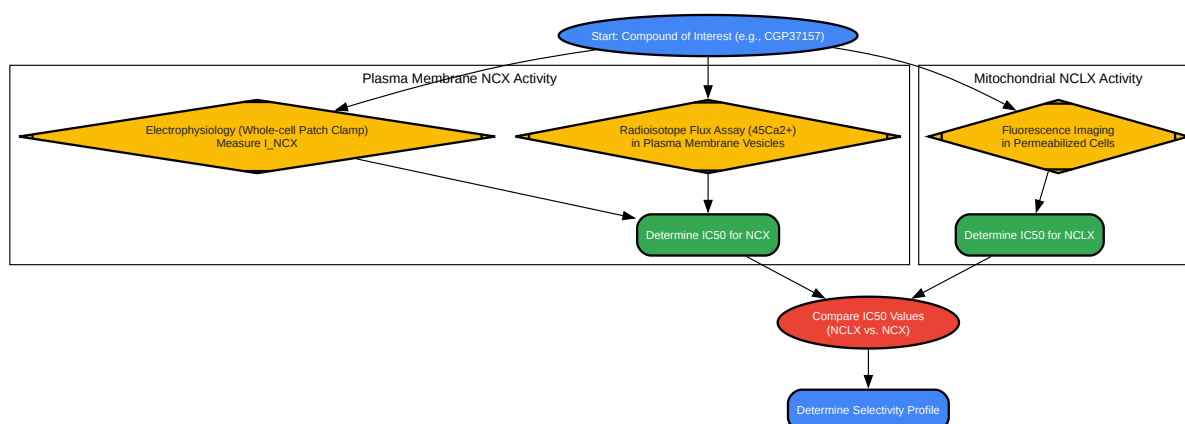 Start: Compound of Interest (e.g., CGP37157)
Plasma Membrane NCX Activity
Mitochondrial NCLX Activity
Electrophysiology (Whole-cell Patch Clamp)
Measure I_NCX
Radioisotope Flux Assay (45Ca2+)
in Plasma Membrane Vesicles
Fluorescence Imaging
in Permeabilized Cells
Determine IC50 for NCX
Determine IC50 for NCLX
Compare IC50 Values
(NCLX vs. NCX)
Determine Selectivity Profile